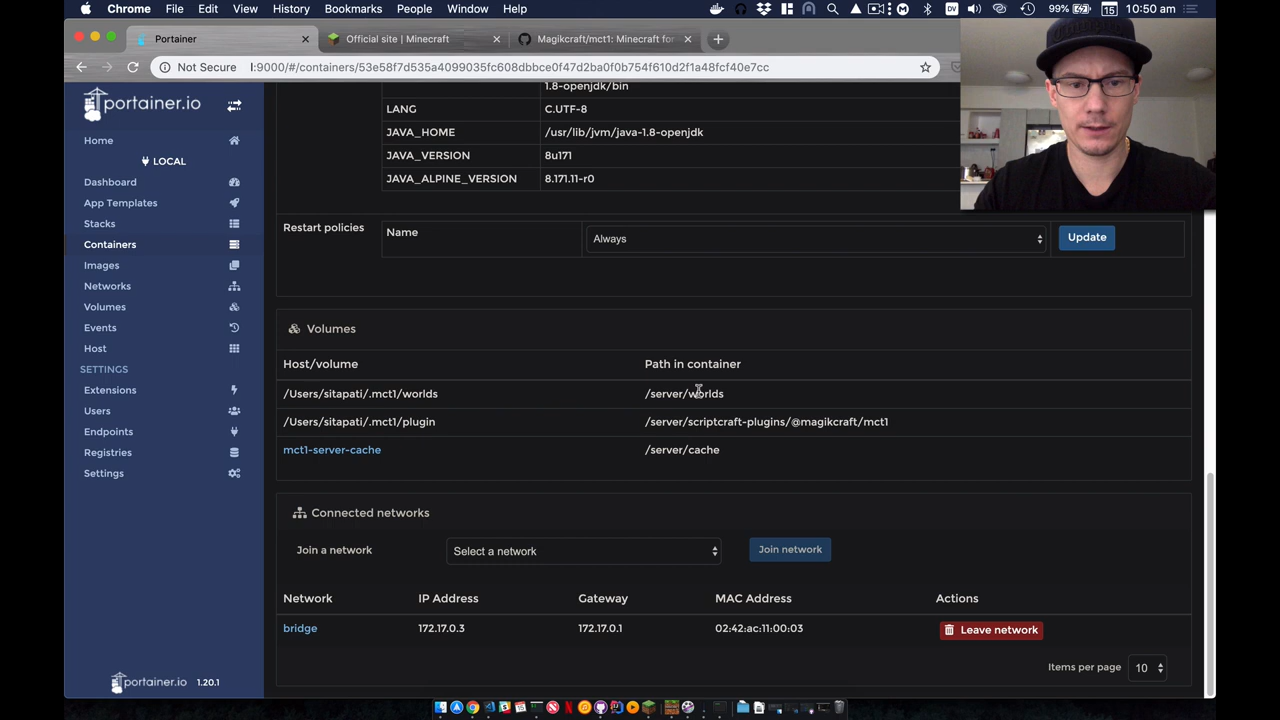 Chrome File Edit View History Bookmarks People Window Help DV 99% 15 10:50 am
Portainer Official site | Minecraft Magikcraft/mct1: Minecraft for
Not Secure l:9000/#/containers/53e58f7d535a4099035fc608dbbce0f47d2ba0f0b754f610d2f1a48fcf40e7cc
portainer.io
Home
LOCAL
Dashboard
App Templates
Stacks
Containers
Images
Networks
Volumes
Events
Host
SETTINGS
Extensions
Users
Endpoints
Registries
Settings
portainer.io 1.20.1
1.8-openjdk/bin
LANG C.UTF-8
JAVA_HOME /usr/lib/jvm/java-1.8-openjdk
JAVA_VERSION 8u171
JAVA_ALPINE_VERSION 8.171.11-r0
Restart policies Name Always Update
Volumes
Host/volume Path in container
/Users/sitapati/.mct1/worlds /server/worlds
/Users/sitapati/.mct1/plugin /server/scriptcraft-plugins/@magikcraft/mct1
mct1-server-cache /server/cache
Connected networks
Join a network Select a network Join network
Network IP Address Gateway MAC Address Actions
bridge 172.17.0.3 172.17.0.1 02:42:ac:11:00:03 Leave network
Items per page 10